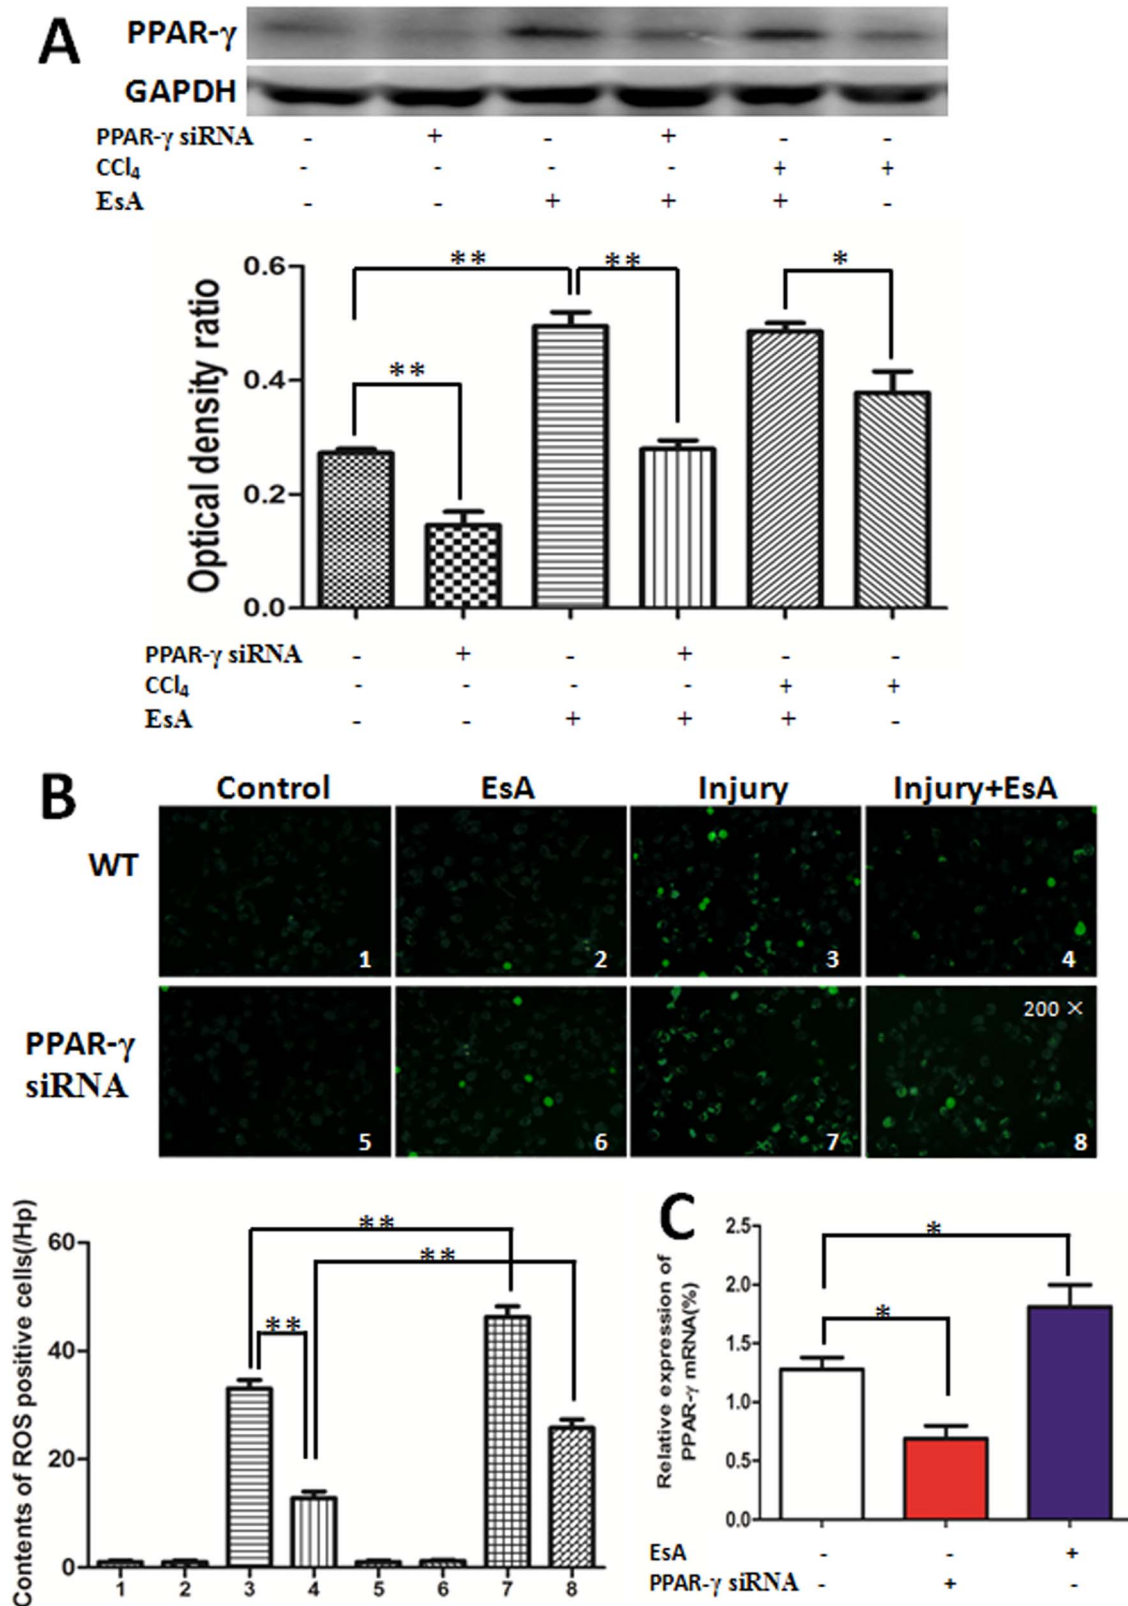 A
PPAR-γ
GAPDH
PPAR-γ siRNA - + - + - -
CCl₄ - - - - + +
EsA - - + + + -
Optical density ratio
0.6
0.4
0.2
0.0
** ** *
**
PPAR-γ siRNA - + - + - -
CCl₄ - - - - + +
EsA - - + + + -
B
Control EsA Injury Injury+EsA
WT
1 2 3 4
PPAR-γ
siRNA
200 ×
5 6 7 8
Contents of ROS positive cells(/Hp)
60
40
20
0
**
**
**
1 2 3 4 5 6 7 8
C
Relative expression of
PPAR-γ mRNA(%)
2.5
2.0
1.5
1.0
0.5
0.0
*
*
EsA - - +
PPAR-γ siRNA - + -